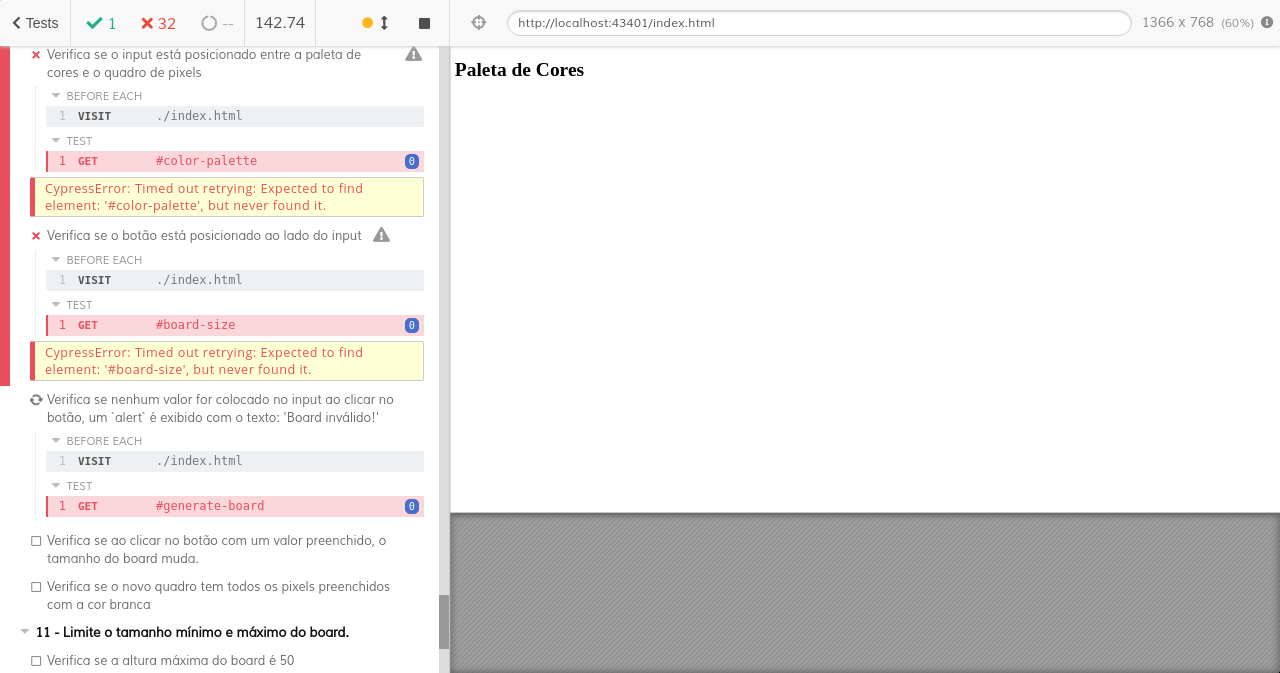 Tests 1 32 -- 142.74
http://localhost:43401/index.html 1366 x 768 (60%)
Verifica se o input está posicionado entre a paleta de
cores e o quadro de pixels
BEFORE EACH
1 VISIT ./index.html
TEST
1 GET #color-palette 0
CypressError: Timed out retrying: Expected to find
element: '#color-palette', but never found it.
Verifica se o botão está posicionado ao lado do input
BEFORE EACH
1 VISIT ./index.html
TEST
1 GET #board-size 0
CypressError: Timed out retrying: Expected to find
element: '#board-size', but never found it.
Verifica se nenhum valor for colocado no input ao clicar no
botão, um `alert` é exibido com o texto: 'Board inválido!'
BEFORE EACH
1 VISIT ./index.html
TEST
1 GET #generate-board 0
Verifica se ao clicar no botão com um valor preenchido, o
tamanho do board muda.
Verifica se o novo quadro tem todos os pixels preenchidos
com a cor branca
11 - Limite o tamanho mínimo e máximo do board.
Verifica se a altura máxima do board é 50
Paleta de Cores